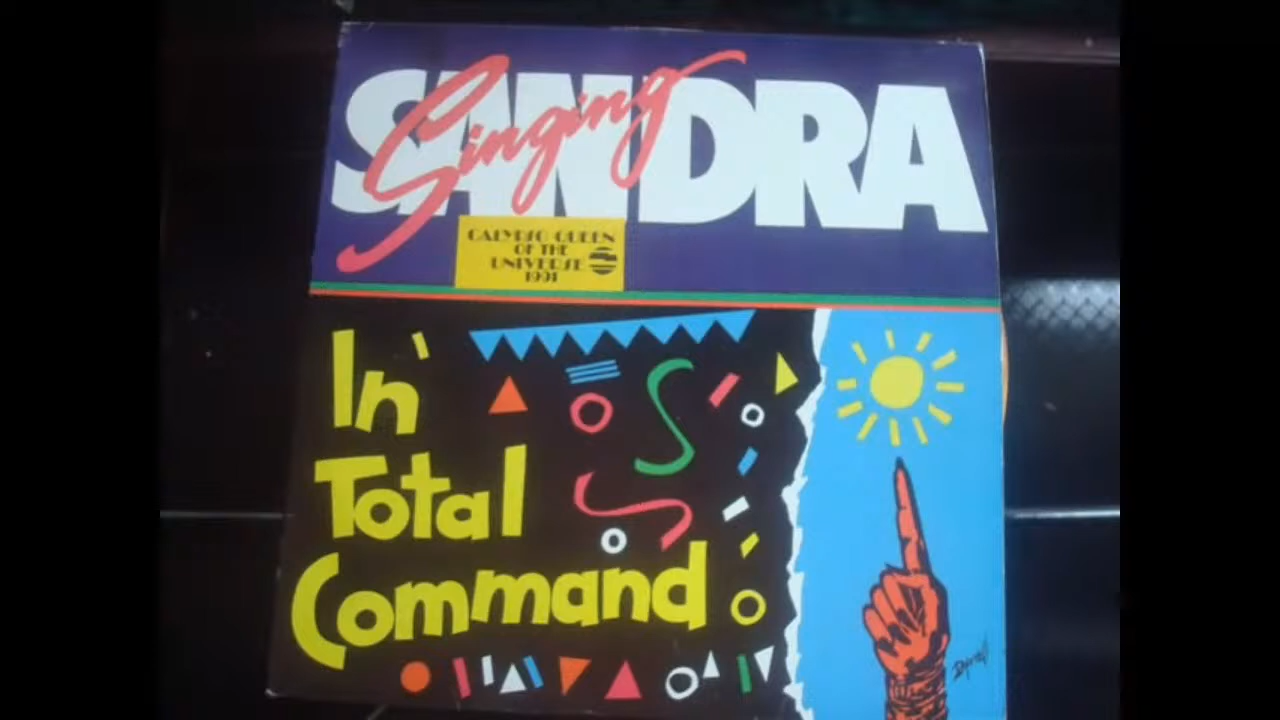 Singing
SANDRA
CALYPSO QUEEN
OF THE
UNIVERSE
1991
In'
Total
Command